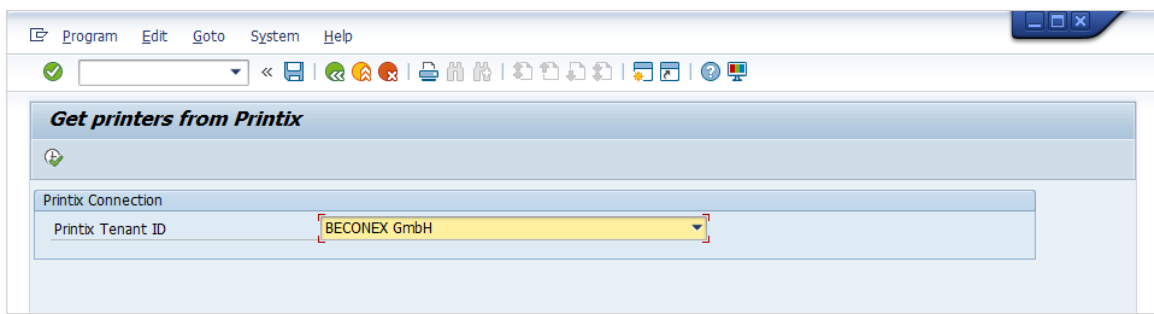 Program Edit Goto System Help
Get printers from Printix
Printix Connection
Printix Tenant ID BECONEX GmbH